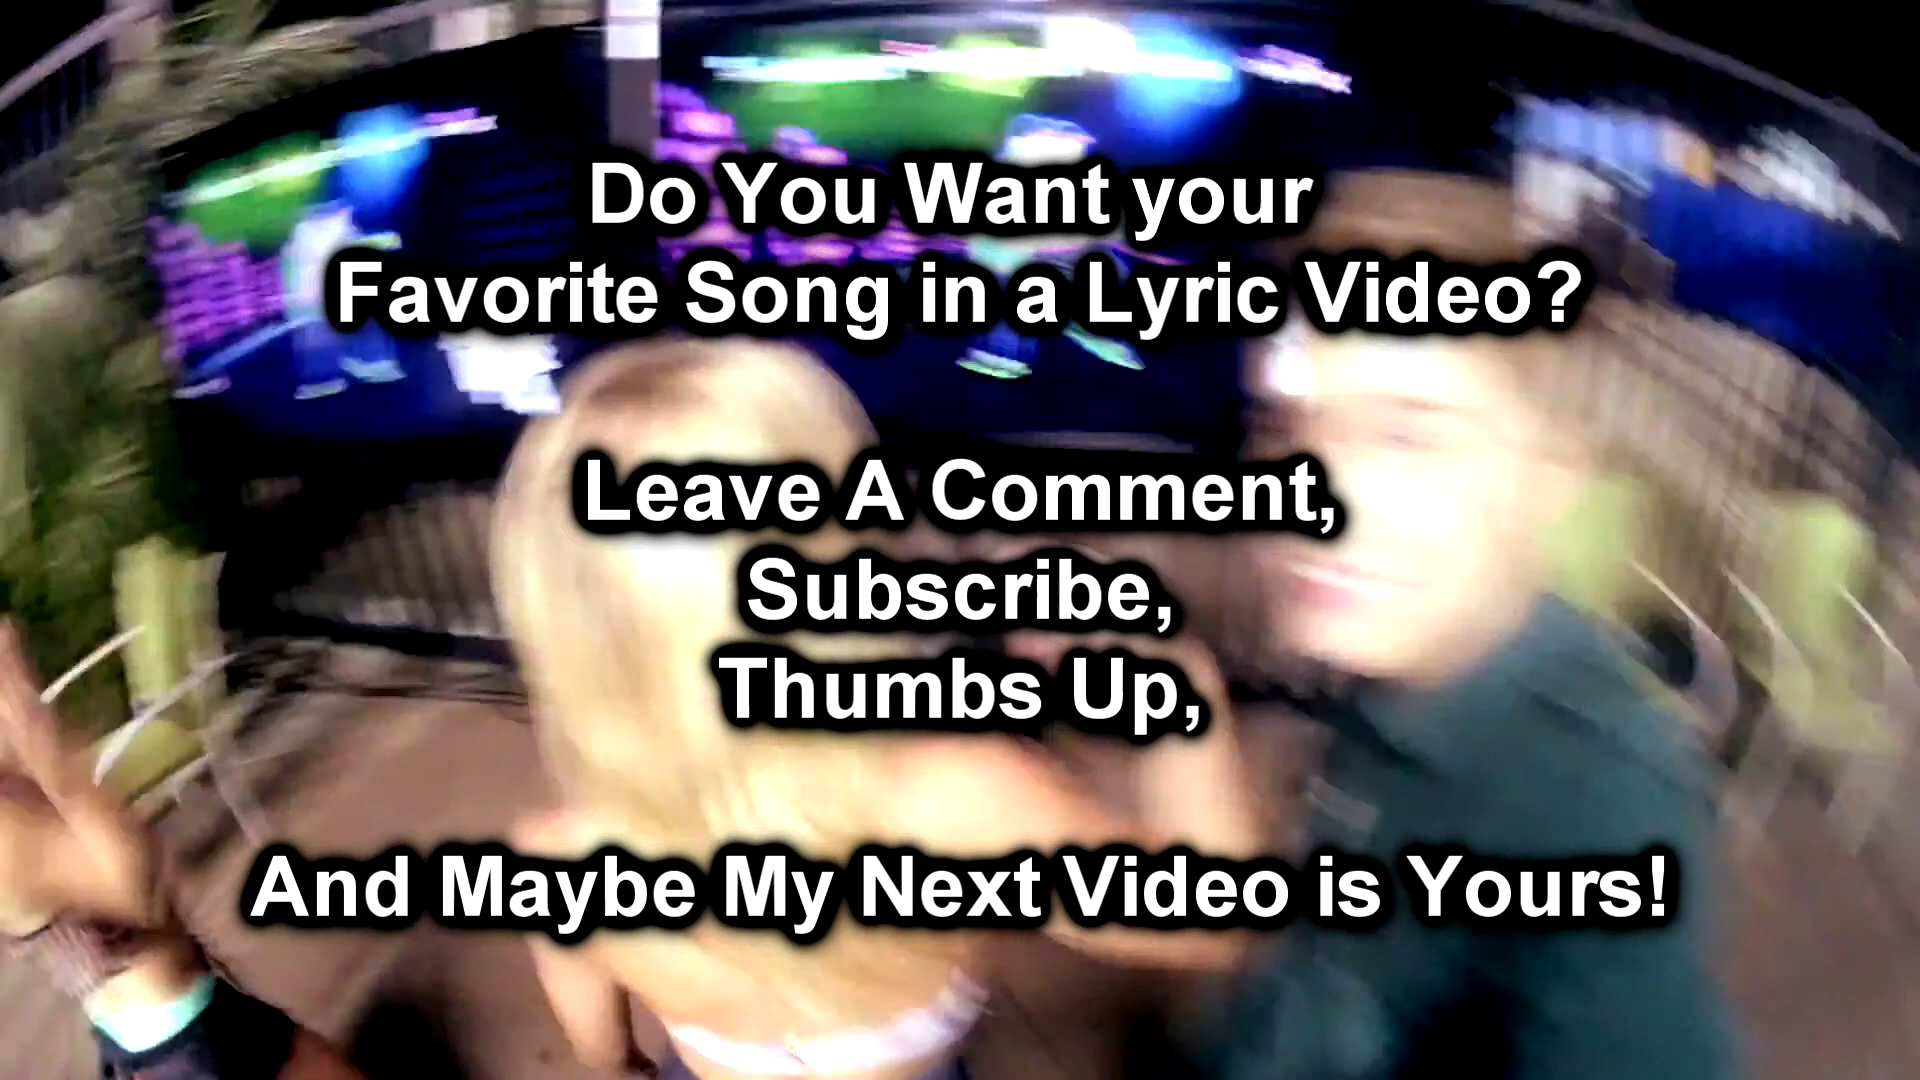 Do You Want your
Favorite Song in a Lyric Video?
Leave A Comment,
Subscribe,
Thumbs Up,
And Maybe My Next Video is Yours!